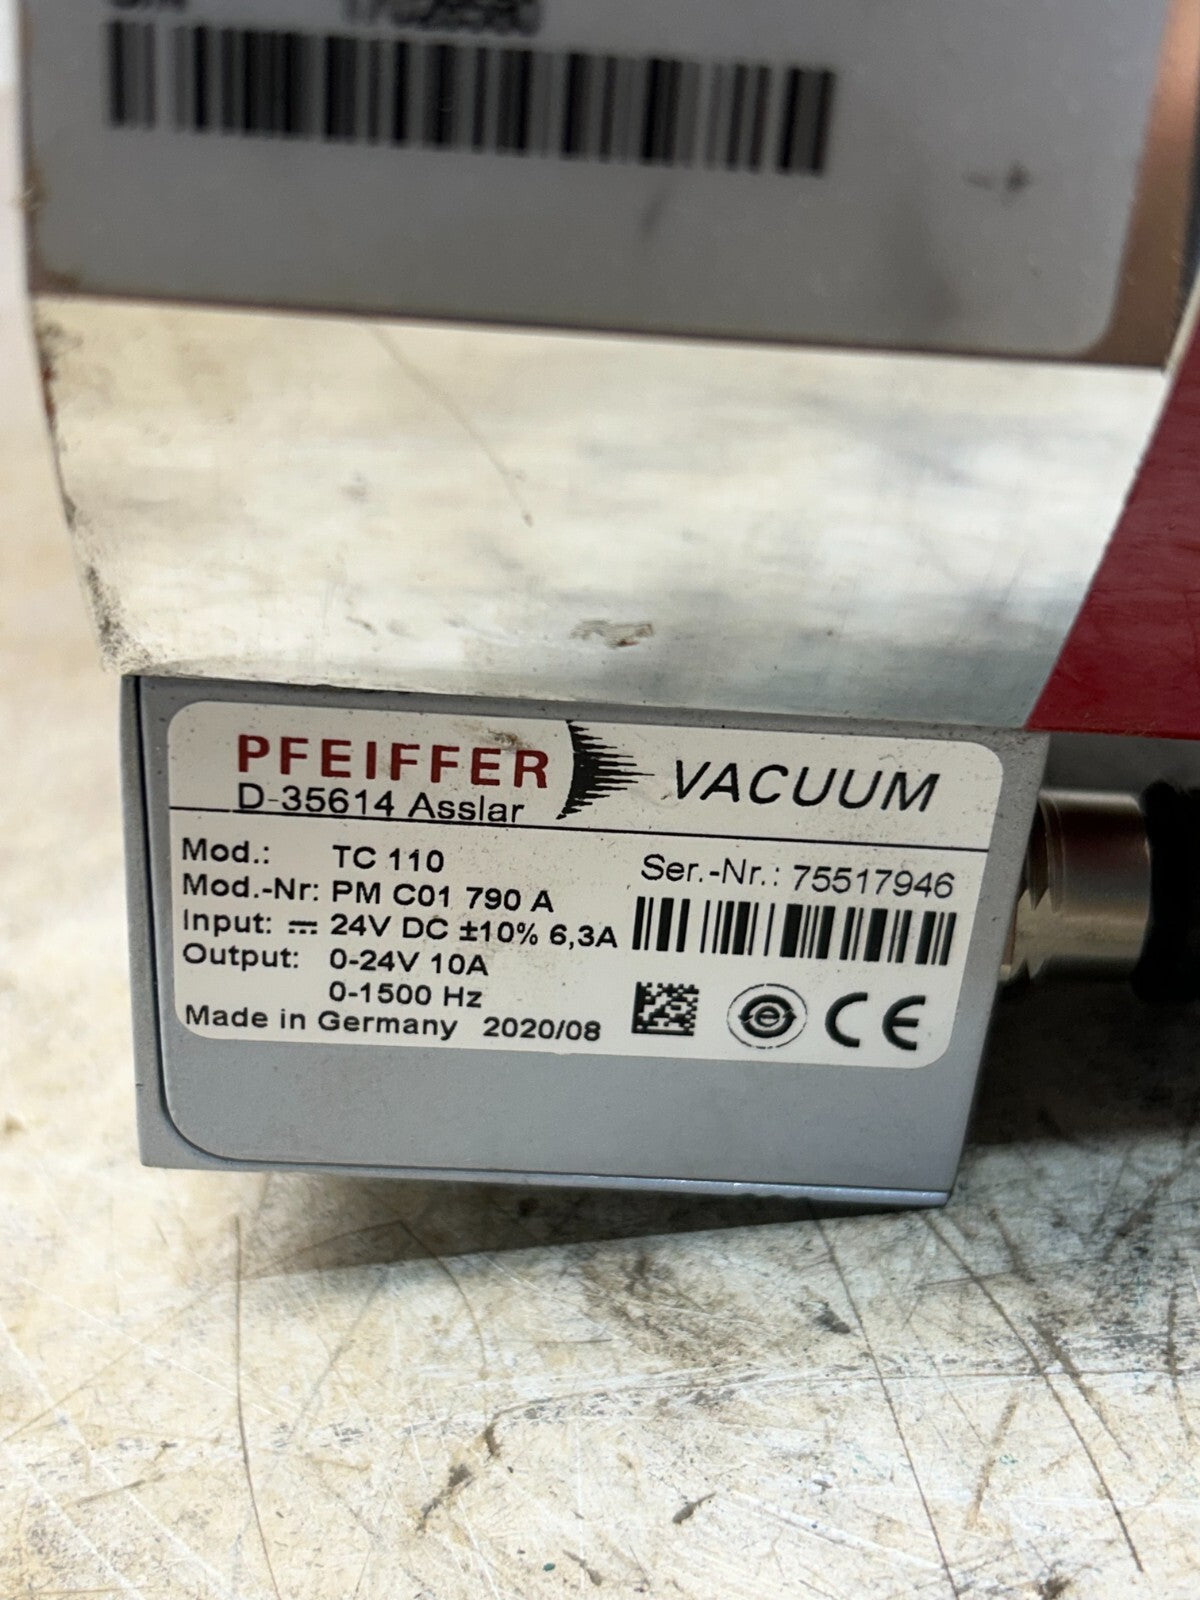 PFEIFFER VACUUM
D-35614 Asslar
Mod.: TC 110
Mod.-Nr: PM C01 790 A
Input: ⎓ 24V DC ±10% 6,3A
Output: 0-24V 10A
0-1500 Hz
Made in Germany 2020/08
Ser.-Nr.: 75517946
e
CE